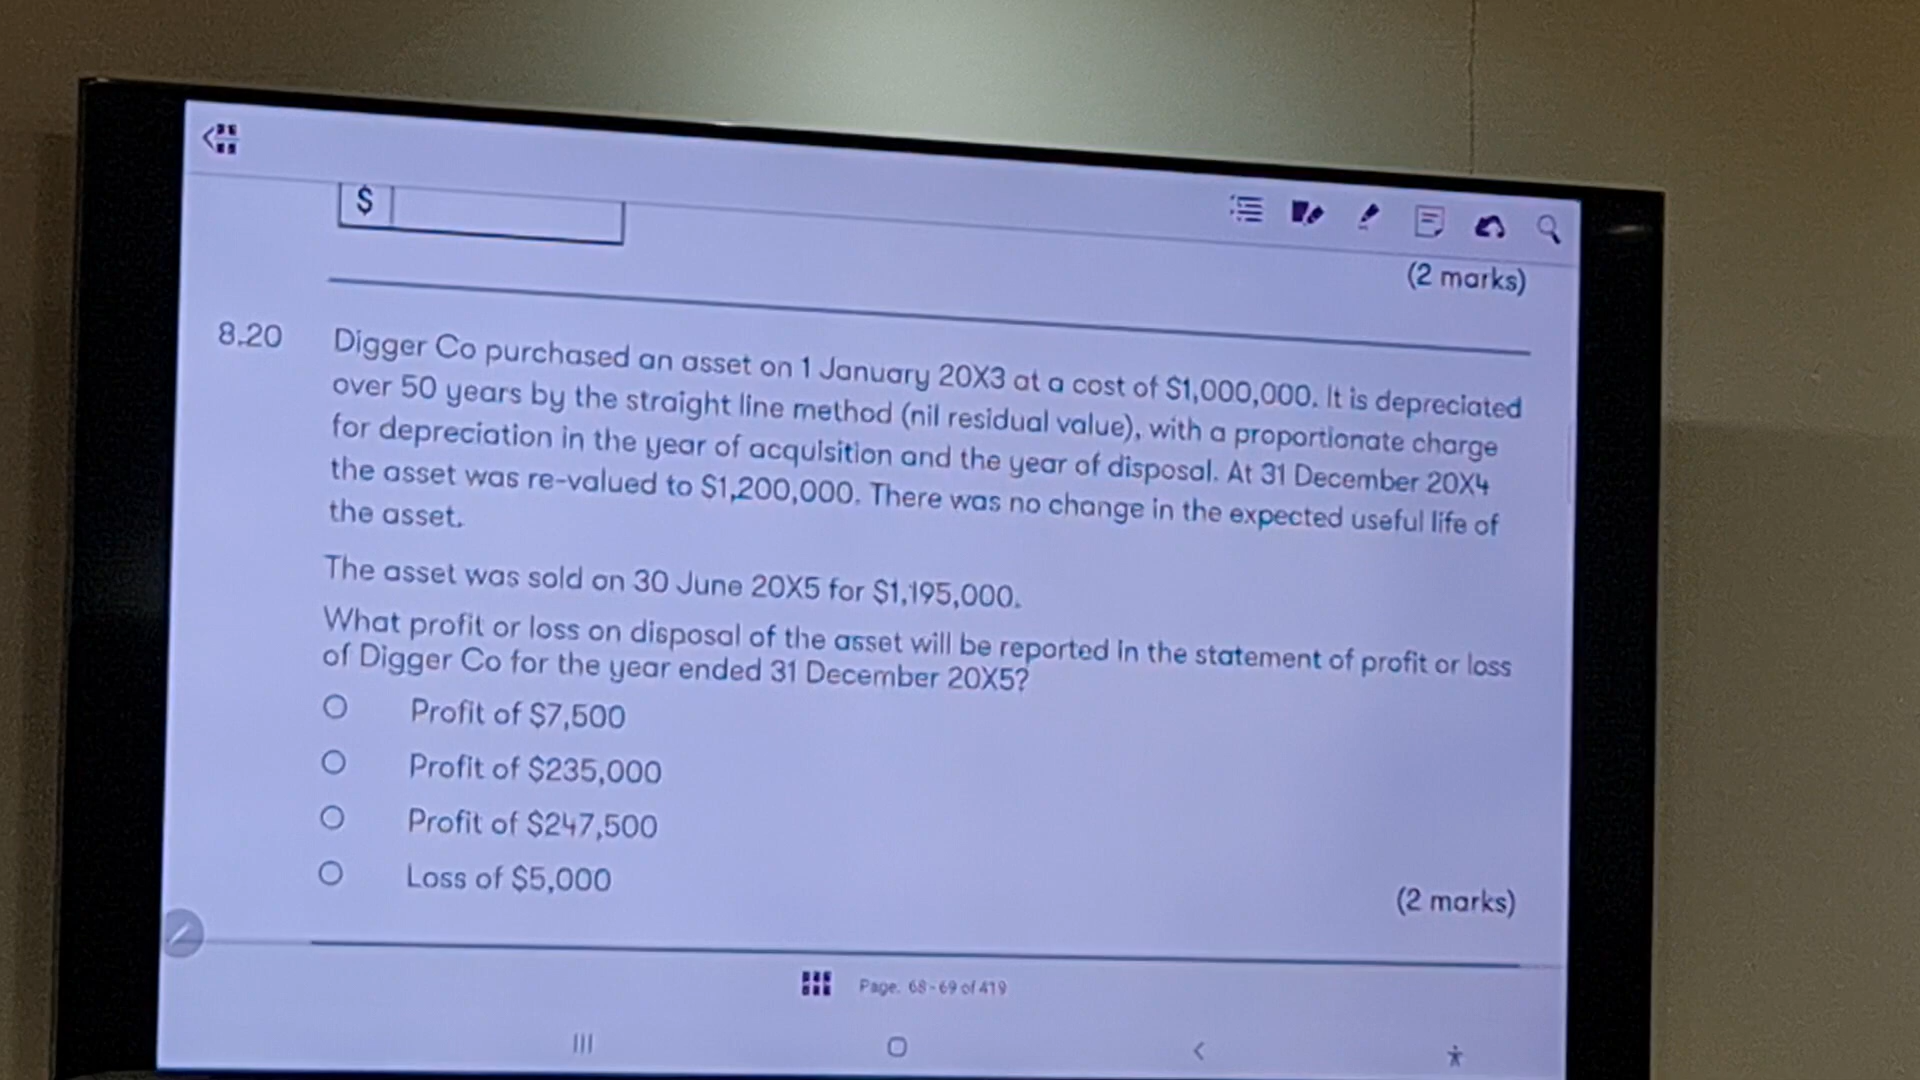 $
(2 marks)
8.20 Digger Co purchased an asset on 1 January 20X3 at a cost of $1,000,000. It is depreciated
over 50 years by the straight line method (nil residual value), with a proportionate charge
for depreciation in the year of acquisition and the year of disposal. At 31 December 20X4
the asset was re-valued to $1,200,000. There was no change in the expected useful life of
the asset.
The asset was sold on 30 June 20X5 for $1,195,000.
What profit or loss on disposal of the asset will be reported in the statement of profit or loss
of Digger Co for the year ended 31 December 20X5?
Profit of $7,500
Profit of $235,000
Profit of $247,500
Loss of $5,000
(2 marks)
Page. 68-69 of 419